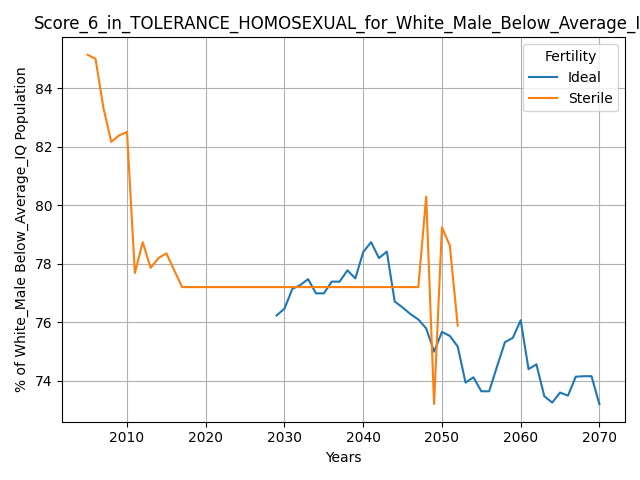 Score_6_in_TOLERANCE_HOMOSEXUAL_for_White_Male_Below_Average_I
% of White_Male Below_Average_IQ Population
84
82
80
78
76
74
Fertility
Ideal
Sterile
2010 2020 2030 2040 2050 2060 2070
Years